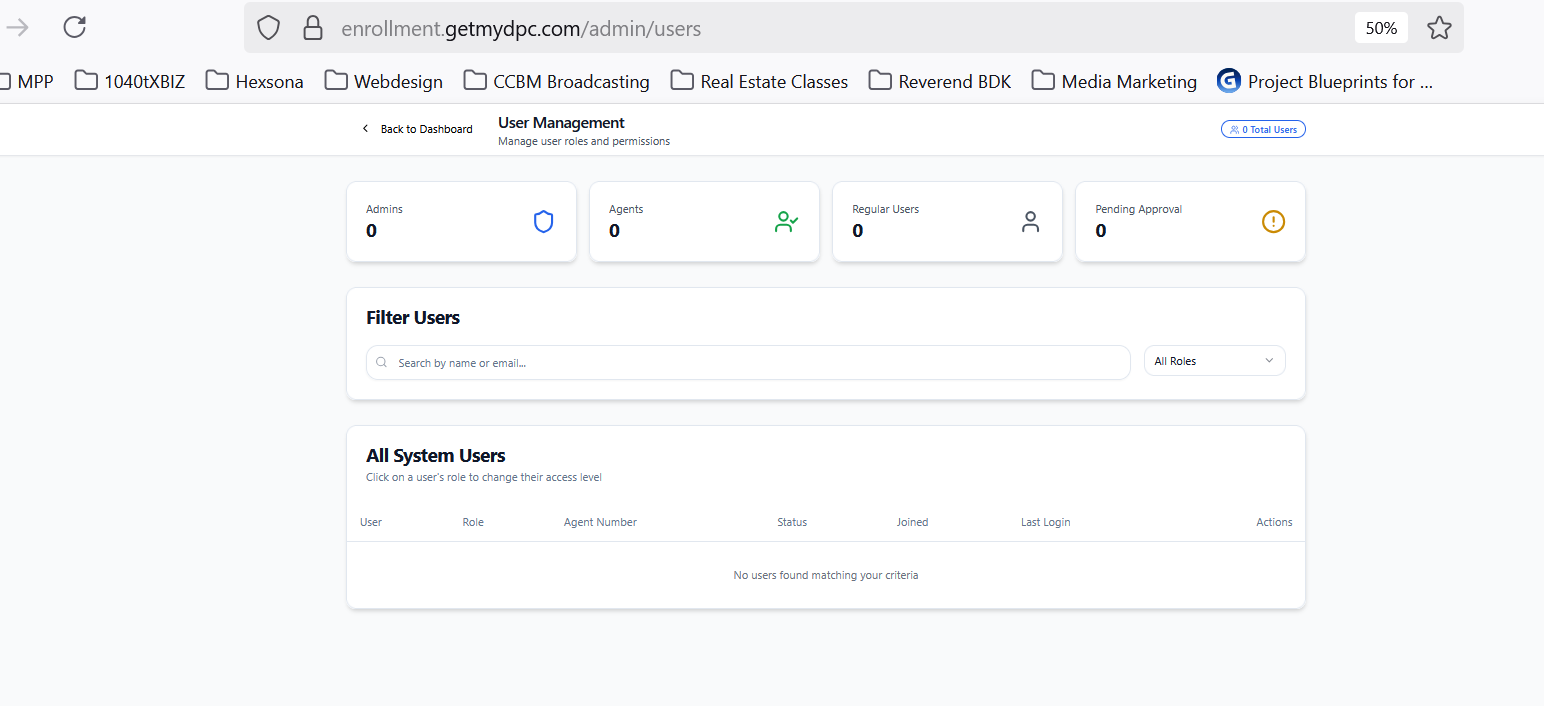 enrollment.getmydpc.com/admin/users
50%
MPP
1040tXBIZ
Hexsona
Webdesign
CCBM Broadcasting
Real Estate Classes
Reverend BDK
Media Marketing
Project Blueprints for ...
Back to Dashboard
User Management
Manage user roles and permissions
0 Total Users
Admins
0
Agents
0
Regular Users
0
Pending Approval
0
Filter Users
Search by name or email...
All Roles
All System Users
Click on a user's role to change their access level
User Role Agent Number Status Joined Last Login Actions
No users found matching your criteria